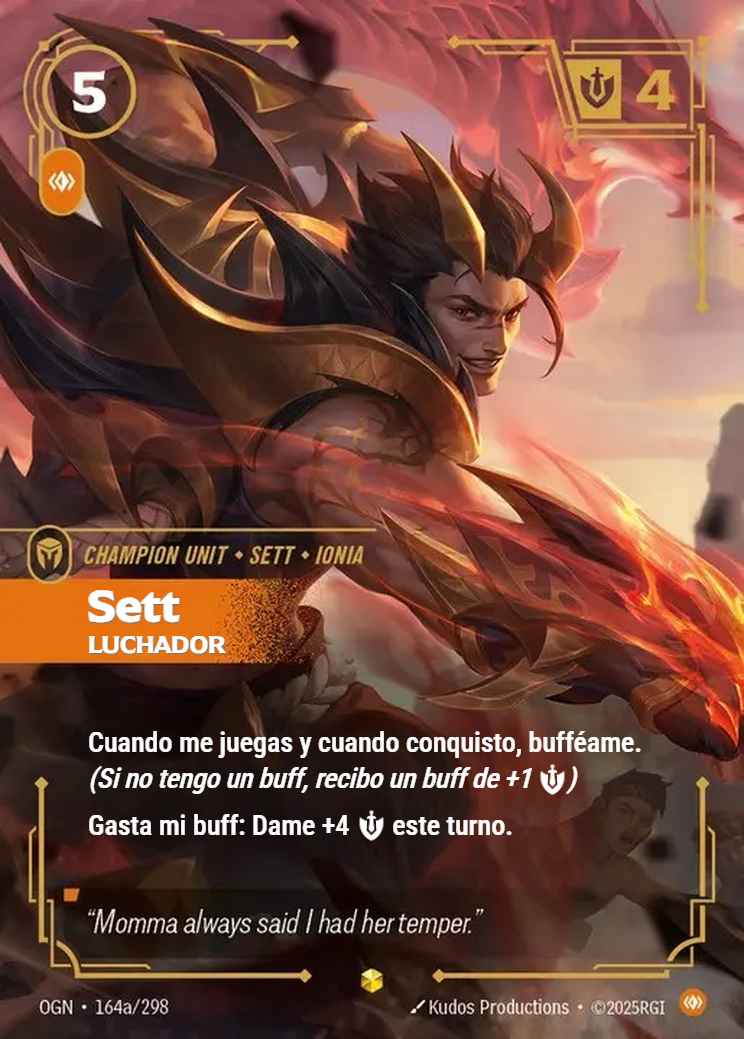 5
4
CHAMPION UNIT • SETT • IONIA
Sett
LUCHADOR
Cuando me juegas y cuando conquisto, bufféame.
(Si no tengo un buff, recibo un buff de +1 )
Gasta mi buff: Dame +4 este turno.
“Momma always said I had her temper.”
OGN • 164a/298
Kudos Productions • ©2025RGI